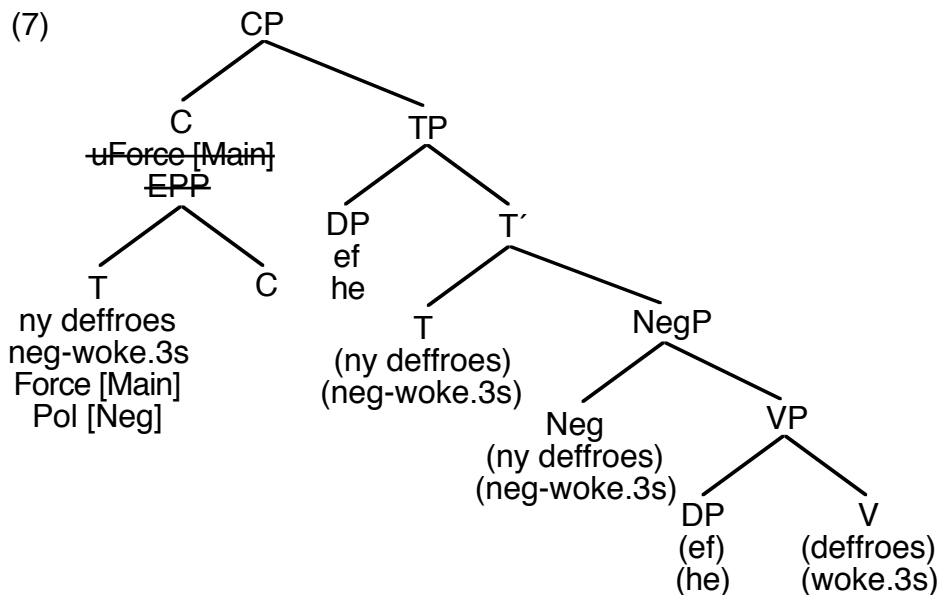 (7)
CP
C
uForce [Main]
EPP
TP
T
ny deffroes
neg-woke.3s
Force [Main]
Pol [Neg]
C
DP
ef
he
T´
T
(ny deffroes)
(neg-woke.3s)
NegP
Neg
(ny deffroes)
(neg-woke.3s)
VP
DP
(ef)
(he)
V
(deffroes)
(woke.3s)